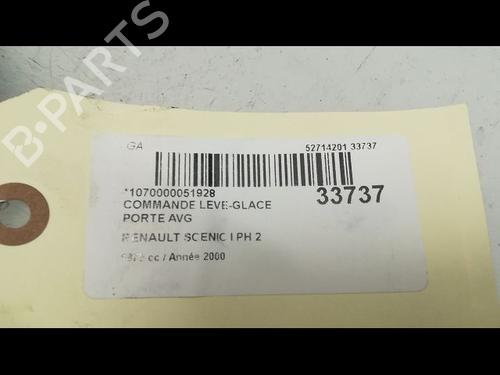 B-PARTS
GA
52714201 33737
*1070000051928
33737
COMMANDE LEVE-GLACE
PORTE AVG
RENAULT SCENIC I PH 2
cc / Année 2000